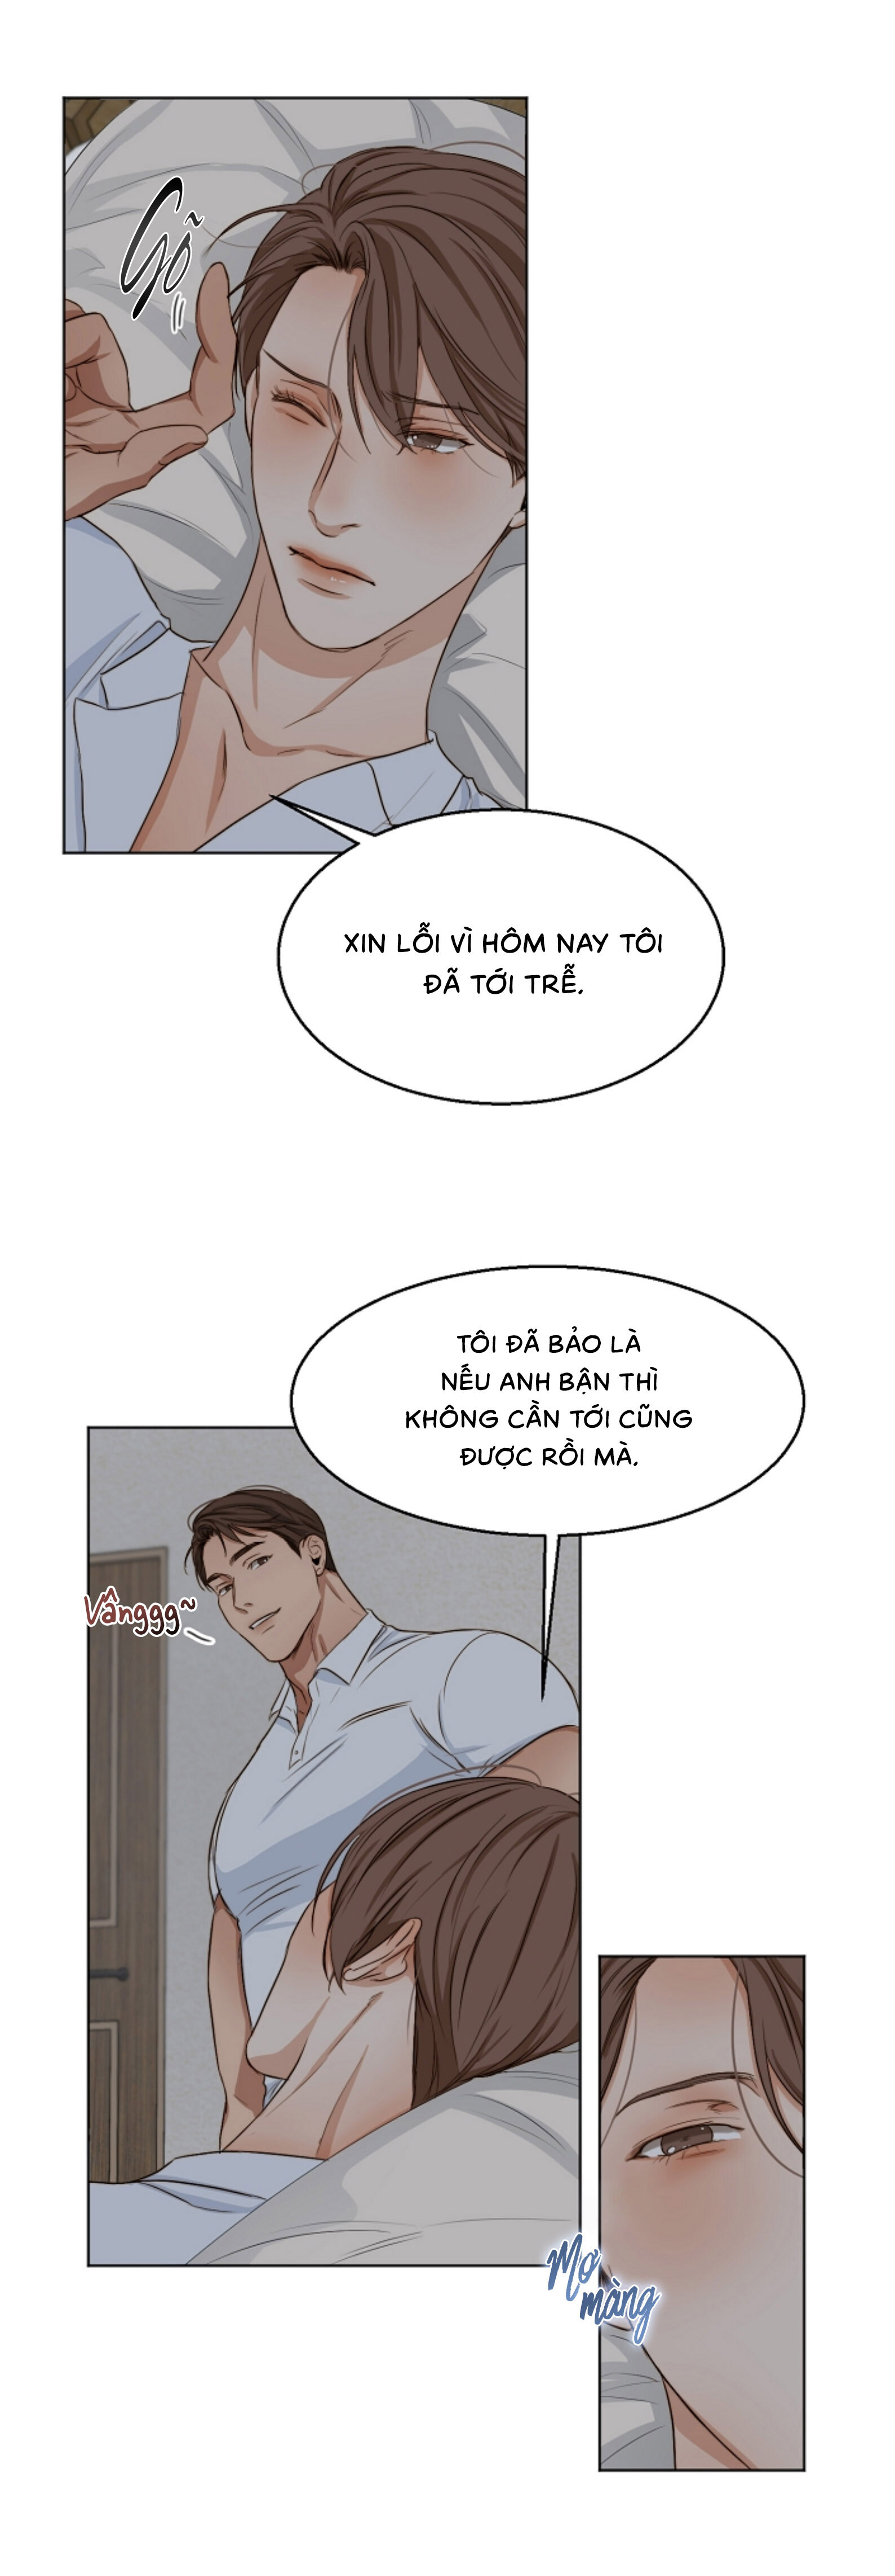 Gõ
XIN LỖI VÌ HÔM NAY TÔI
ĐÃ TỚI TRỄ.
TÔI ĐÃ BẢO LÀ
NẾU ANH BẬN THÌ
KHÔNG CẦN TỚI CŨNG
ĐƯỢC RỒI MÀ.
Vânggg~
Mơ
màng